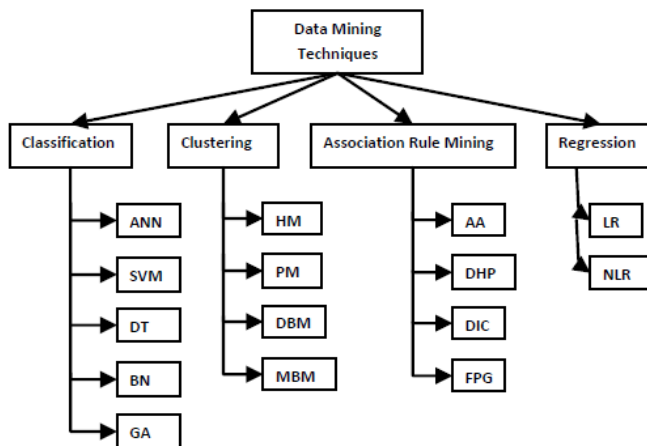 Data Mining
Techniques
Classification
Clustering
Association Rule Mining
Regression
ANN
SVM
DT
BN
GA
HM
PM
DBM
MBM
AA
DHP
DIC
FPG
LR
NLR